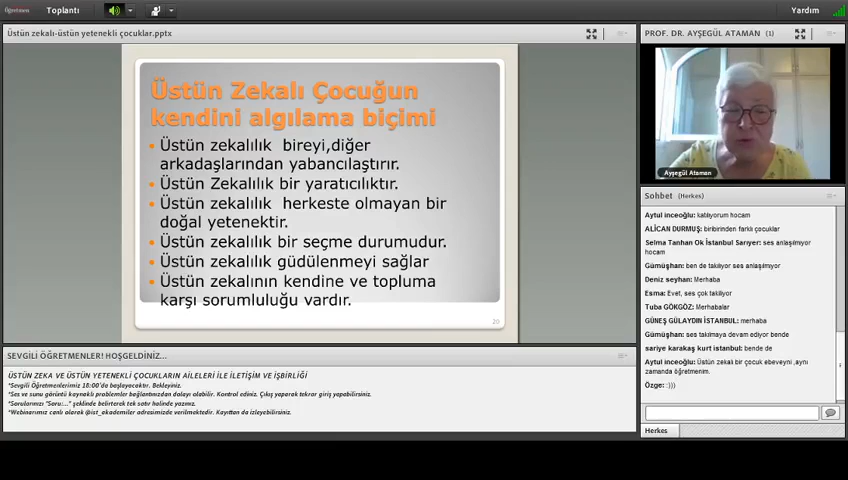 Öğretmen
Toplantı
Yardım
Üstün zekalı-üstün yetenekli çocuklar.pptx
Üstün Zekalı Çocuğun
kendini algılama biçimi
Üstün zekalılık bireyi,diğer
arkadaşlarından yabancılaştırır.
Üstün Zekalılık bir yaratıcılıktır.
Üstün zekalılık herkeste olmayan bir
doğal yetenektir.
Üstün zekalılık bir seçme durumudur.
Üstün zekalılık güdülenmeyi sağlar
Üstün zekalının kendine ve topluma
karşı sorumluluğu vardır.
20
PROF. DR. AYŞEGÜL ATAMAN (1)
Ayşegül Ataman
Sohbet (Herkes)
Aytul inceoğlu: katılıyorum hocam
ALİCAN DURMUŞ: biribirinden farklı çocuklar
Selma Tanhan Ok İstanbul Sarıyer: ses anlaşılmıyor
hocam
Gümüşhan: ben de takılıyor ses anlaşılmıyor
Deniz seyhan: Merhaba
Esma: Evet, ses çok takiliyor
Tuba GÖKGÖZ: Merhabalar
GÜNEŞ GÜLAYDIN İSTANBUL: merhaba
Gümüşhan: ses takılmaya devam ediyor bende
sariye karakaş kurt istanbul: bende de
Aytul inceoğlu: Üstün zekalı bir çocuk ebeveyni ,aynı
zamanda öğretmenim.
Özge: :)))
Herkes
SEVGİLİ ÖĞRETMENLER! HOŞGELDİNİZ...
ÜSTÜN ZEKA VE ÜSTÜN YETENEKLİ ÇOCUKLARIN AİLELERİ İLE İLETİŞİM VE İŞBİRLİĞİ
*Sevgili Öğretmenlerimiz 18:00'da başlayacaktır. Bekleyiniz.
*Ses ve sunu görüntü kaynaklı problemler bağlantınızdan dolayı olabilir. Kontrol ediniz. Çıkış yaparak tekrar giriş yapabilirsiniz.
*Sorularınızı "Soru:..." şeklinde belirterek tek satır halinde yazınız.
*Webinarımız canlı olarak @ist_akademiler adresimizde verilmektedir. Kayıttan da izleyebilirsiniz.